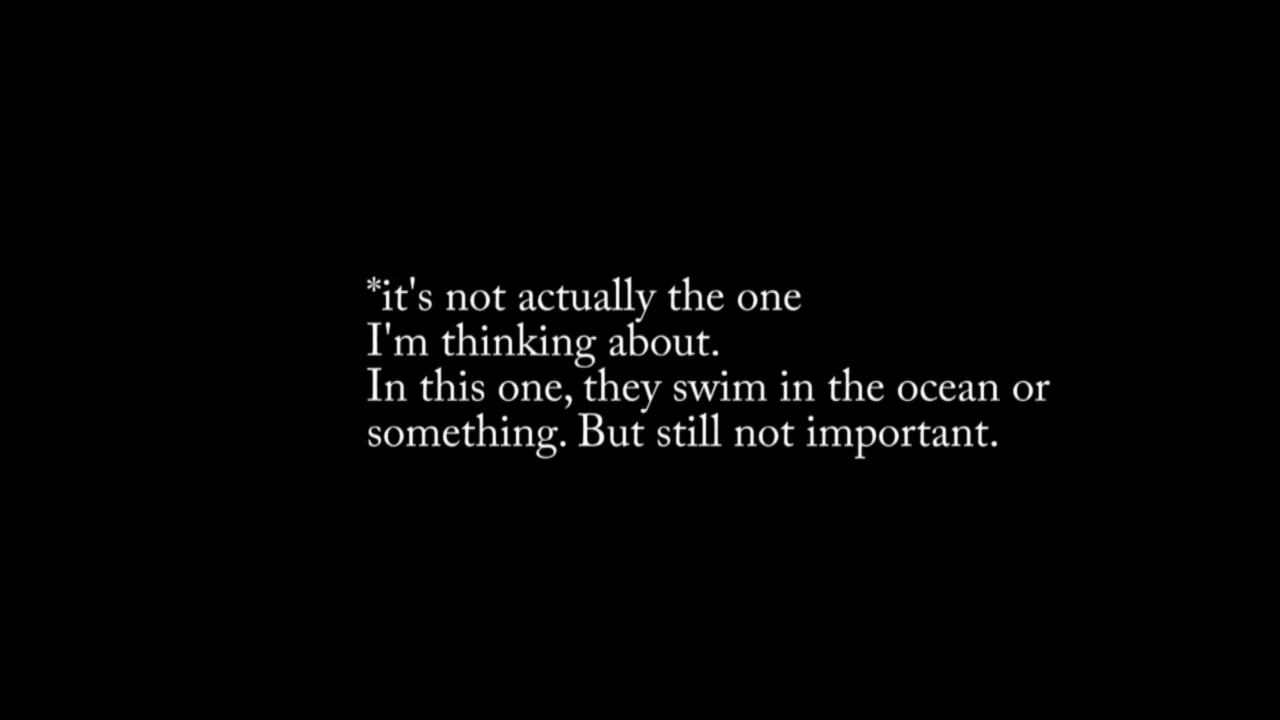 *it's not actually the one
I'm thinking about.
In this one, they swim in the ocean or
something. But still not important.